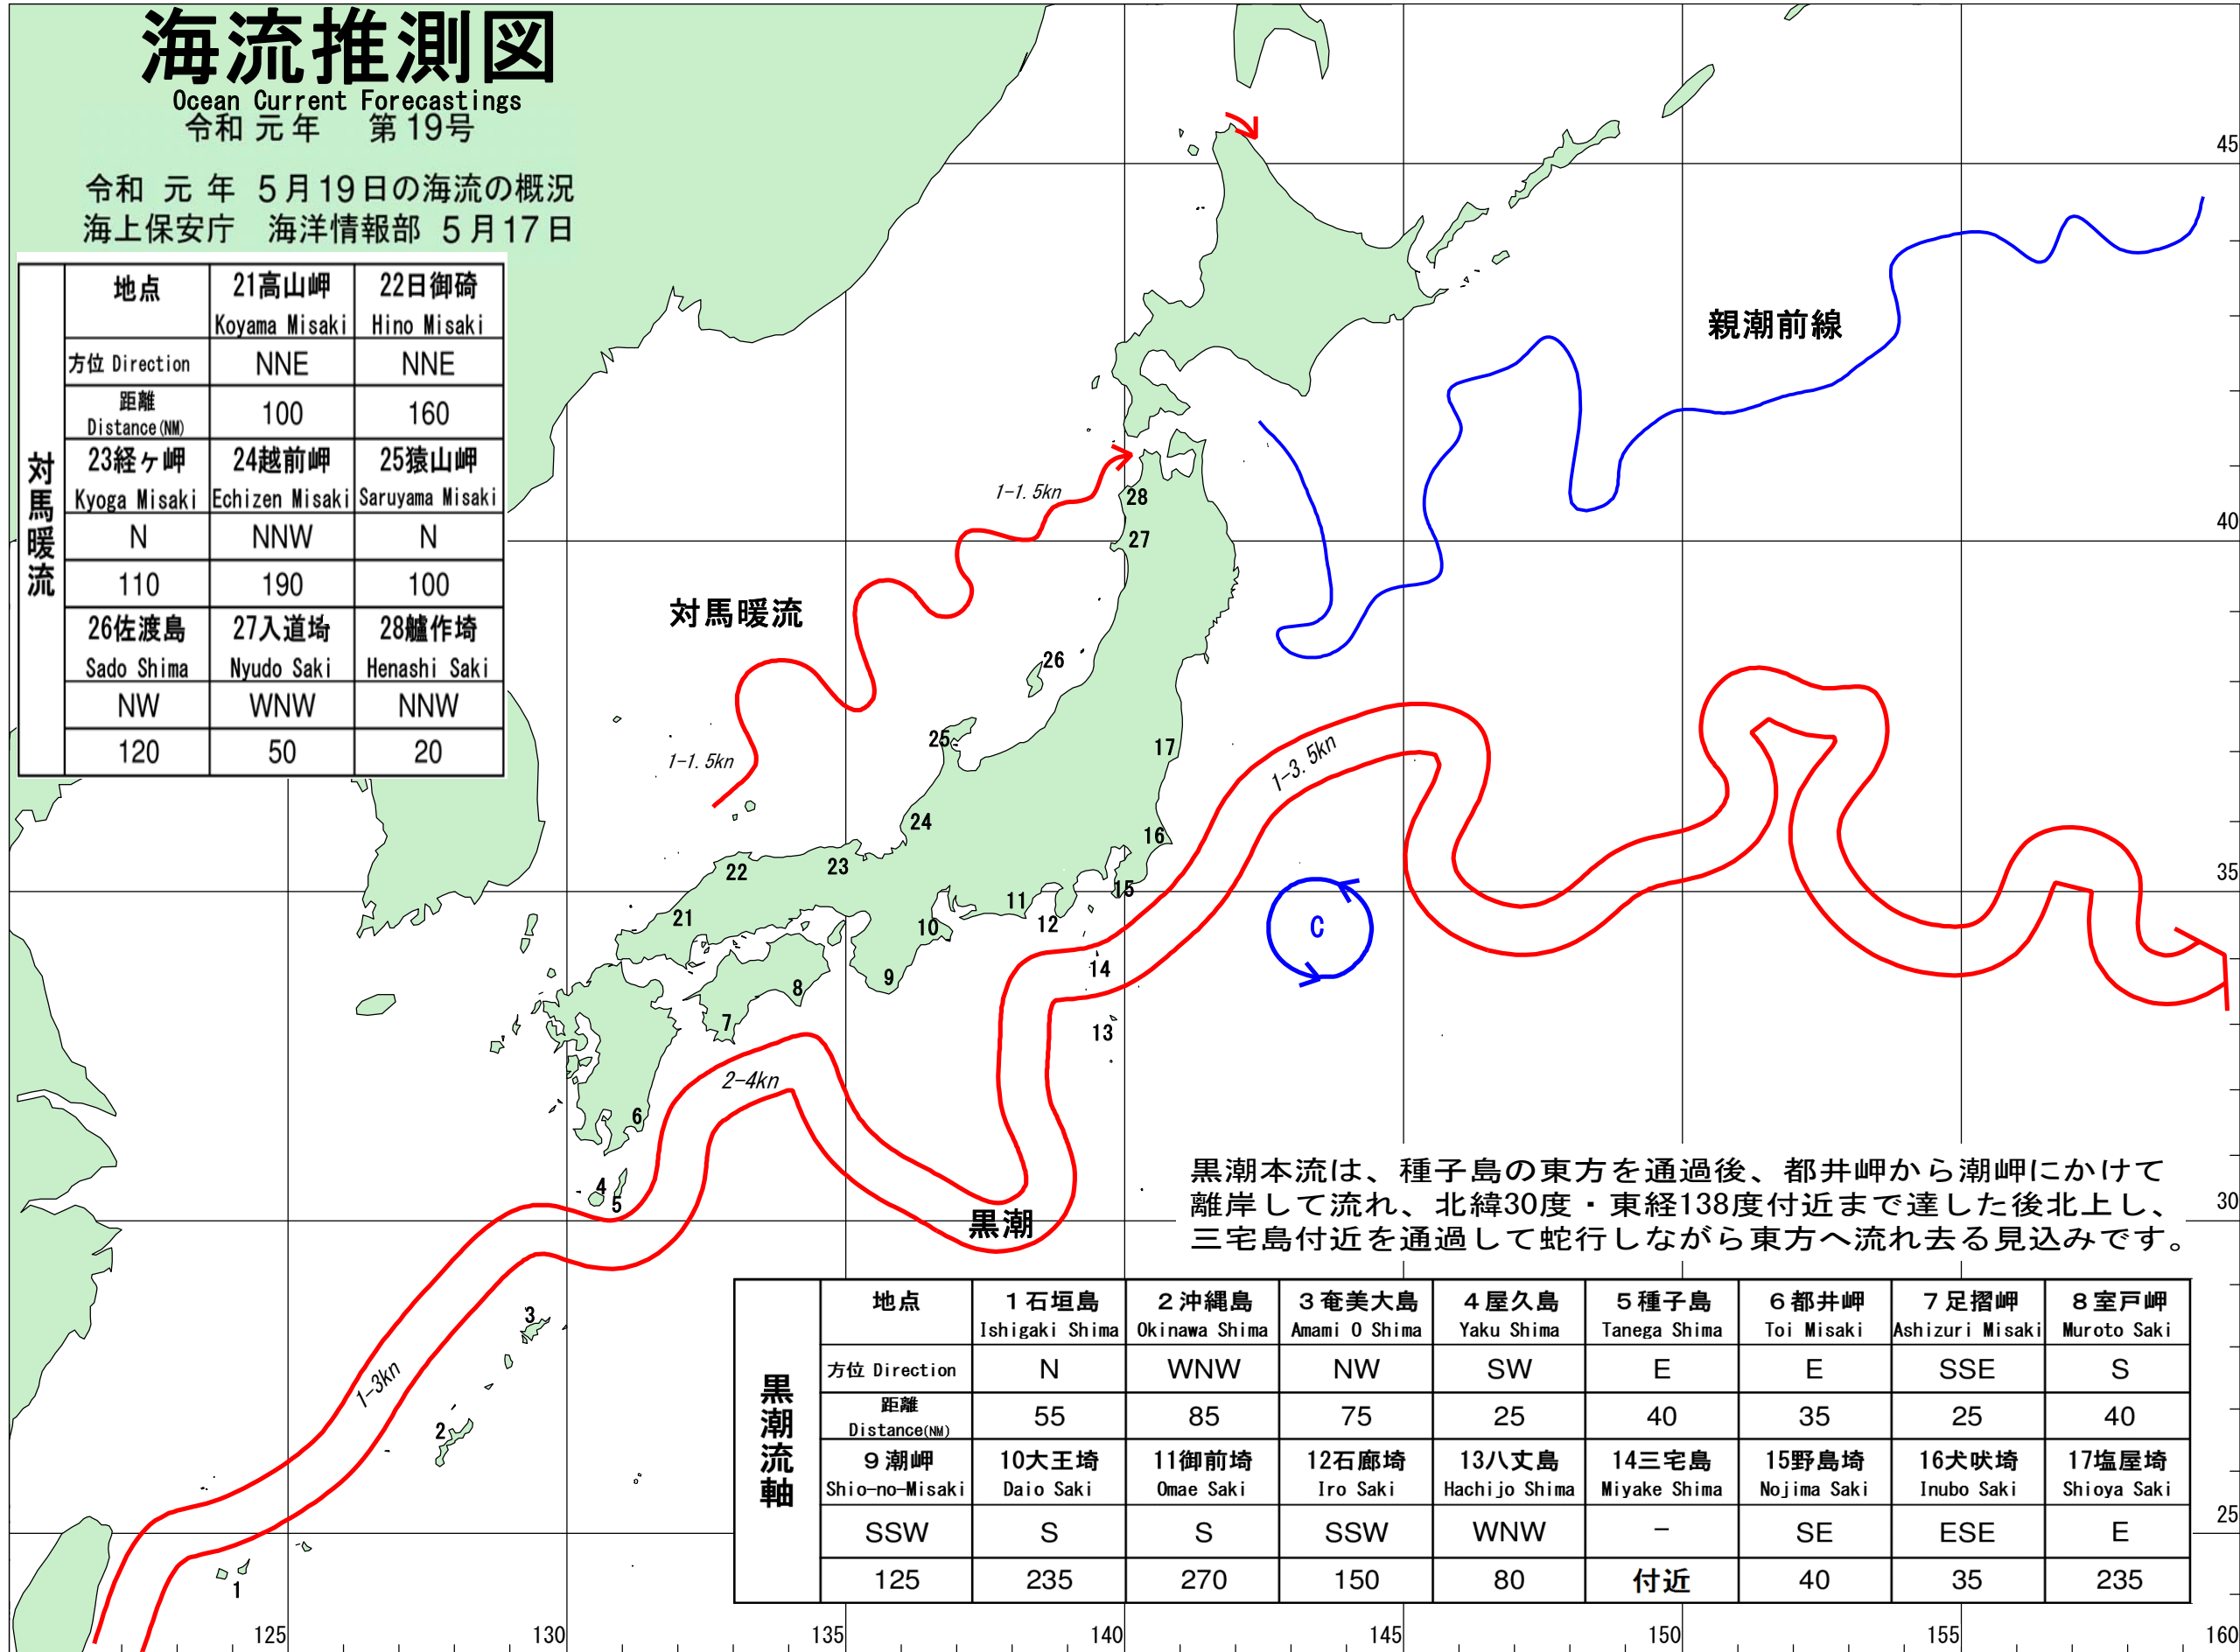 海流推測図
Ocean Current Forecastings
令和 元 年 第19号
令和 元 年 5月19日の海流の概況
海上保安庁 海洋情報部 5月17日
対馬暖流
地点 21高山岬 22日御碕
Koyama Misaki Hino Misaki
方位 Direction NNE NNE
距離 Distance(NM) 100 160
23経ヶ岬 24越前岬 25猿山岬
Kyoga Misaki Echizen Misaki Saruyama Misaki
N NNW N
110 190 100
26佐渡島 27入道埼 28艫作埼
Sado Shima Nyudo Saki Henashi Saki
NW WNW NNW
120 50 20
45
親潮前線
1-1.5kn
28
40
27
対馬暖流
26
25
17
1-1.5kn
1-3.5kn
24
16
23
22
35
15
11
21
10
12
C
14
9
8
7
13
2-4kn
6
4
5
30
黒潮
黒潮本流は、種子島の東方を通過後、都井岬から潮岬にかけて
離岸して流れ、北緯30度・東経138度付近まで達した後北上し、
三宅島付近を通過して蛇行しながら東方へ流れ去る見込みです。
3
1-3kn
2
1
25
黒潮流軸
地点 1石垣島 2沖縄島 3奄美大島 4屋久島 5種子島 6都井岬 7足摺岬 8室戸岬
Ishigaki Shima Okinawa Shima Amami O Shima Yaku Shima Tanega Shima Toi Misaki Ashizuri Misaki Muroto Saki
方位 Direction N WNW NW SW E E SSE S
距離 Distance(NM) 55 85 75 25 40 35 25 40
9潮岬 10大王埼 11御前埼 12石廊埼 13八丈島 14三宅島 15野島埼 16犬吠埼 17塩屋埼
Shio-no-Misaki Daio Saki Omae Saki Iro Saki Hachijo Shima Miyake Shima Nojima Saki Inubo Saki Shioya Saki
SSW S S SSW WNW − SE ESE E
125 235 270 150 80 付近 40 35 235
125 130 135 140 145 150 155 160